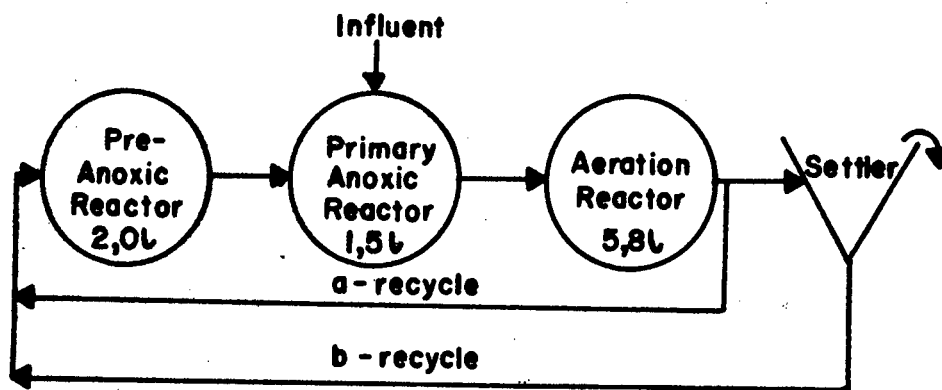 Influent
Pre-
Anoxic
Reactor
2,0l
Primary
Anoxic
Reactor
1,5l
Aeration
Reactor
5,8l
Settler
a-recycle
b-recycle